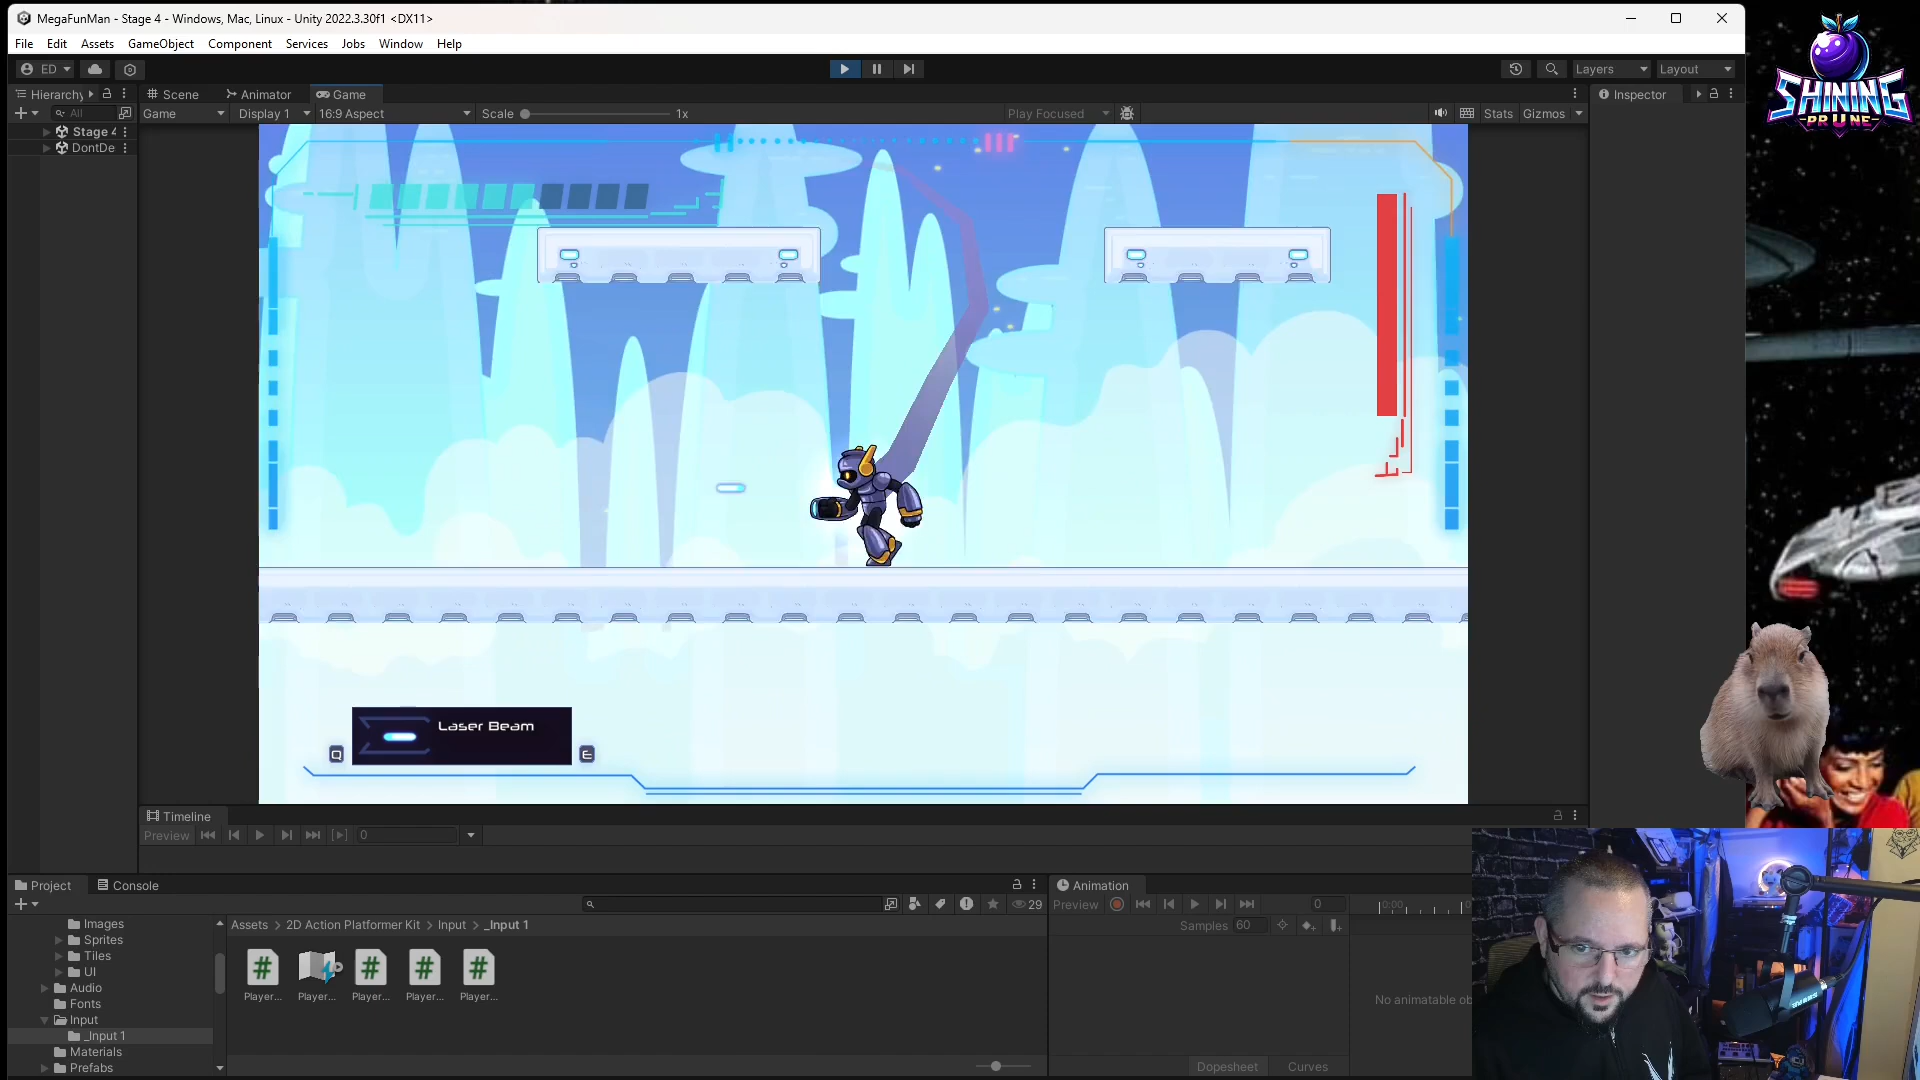 MegaFunMan - Stage 4 - Windows, Mac, Linux - Unity 2022.3.30f1 <DX11>
File Edit Assets GameObject Component Services Jobs Window Help
ED Layers Layout
Hierarchy Scene Animator Game Inspector
All Game Display 1 16:9 Aspect Scale 1x Play Focused Stats Gizmos
Stage 4
DontDe
SHINING
PRUNE
Laser Beam
Q E
Timeline
Preview 0
Project Console Animation
29 Preview 0 0:00
Assets 2D Action Platformer Kit Input _Input 1 Samples 60
Images
Sprites
Tiles
UI
Audio
Fonts
Input
_Input 1
Materials
Prefabs
Player... Player... Player... Player... Player...
No animatable ob
Dopesheet Curves